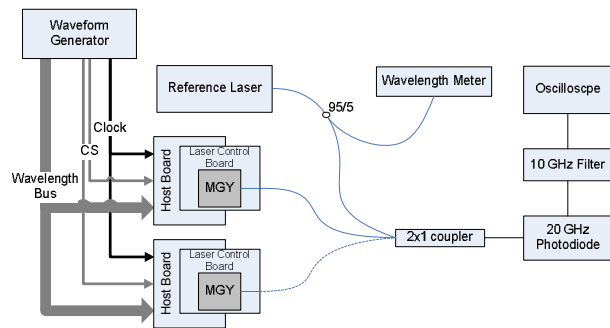 Waveform
Generator
Reference Laser
95/5
Wavelength Meter
Oscilloscpe
Clock
CS
Wavelength
Bus
Host Board
Laser Control
Board
MGY
10 GHz Filter
2x1 coupler
20 GHz
Photodiode
Host Board
Laser Control
Board
MGY